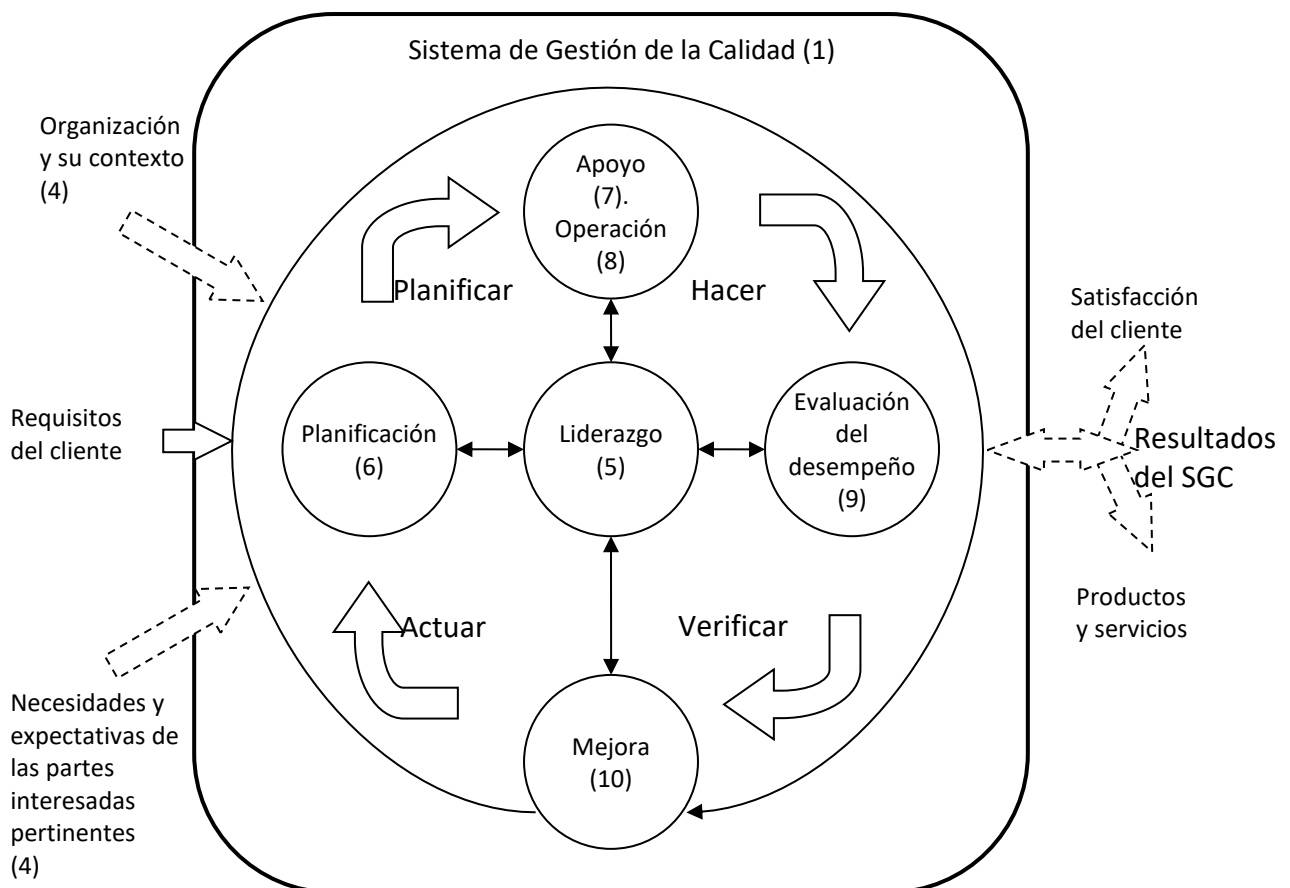 Sistema de Gestión de la Calidad (1)
Organización
y su contexto
(4)
Apoyo
(7).
Operación
(8)
Planificar
Hacer
Satisfacción
del cliente
Requisitos
del cliente
Planificación
(6)
Liderazgo
(5)
Evaluación
del
desempeño
(9)
Resultados
del SGC
Actuar
Verificar
Productos
y servicios
Necesidades y
expectativas de
las partes
interesadas
pertinentes
(4)
Mejora
(10)